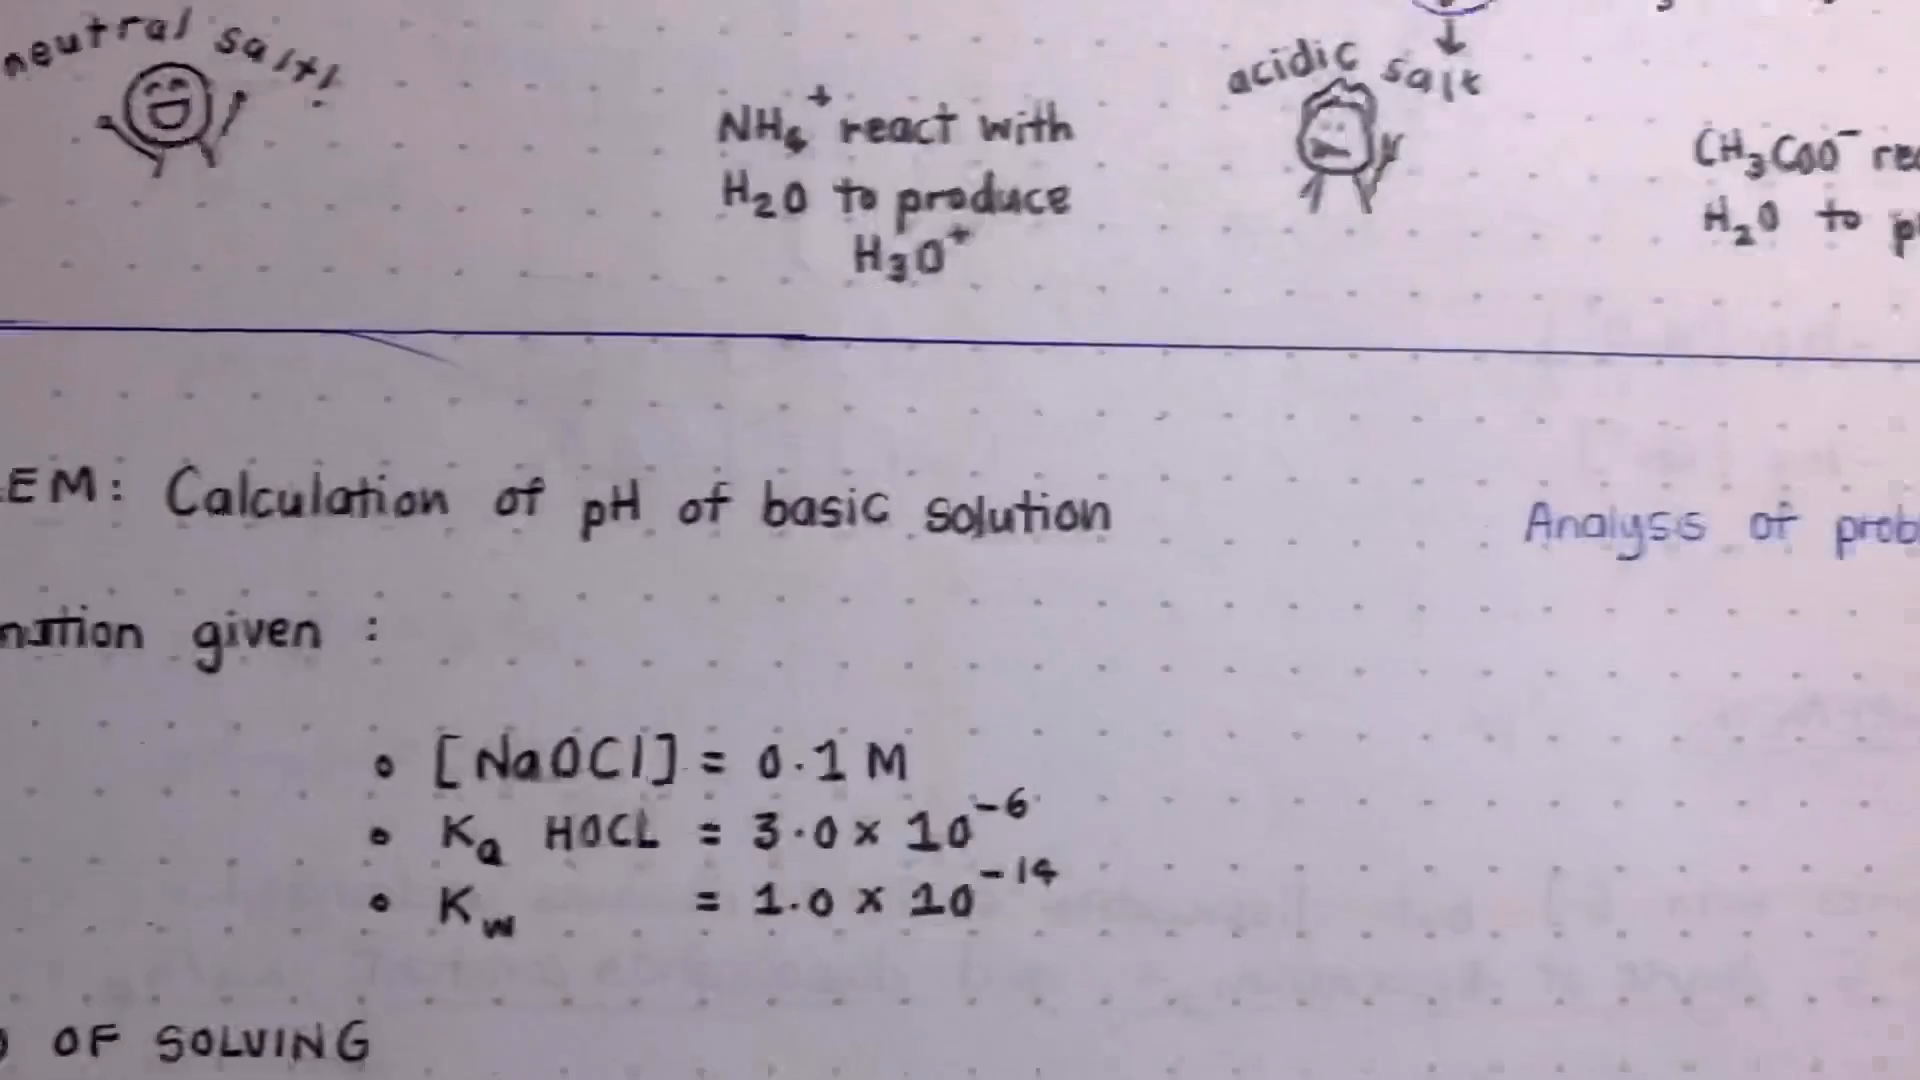 neutral salt!
acidic salt
NH₄⁺ react with
H₂O to produce
H₃O⁺
CH₃COO⁻
H₂O to
EM: Calculation of pH of basic solution
Analysis of prob
given :
• [NaOCl] = 0.1 M
• Kₐ HOCL = 3.0 × 10⁻⁶
• K_w = 1.0 × 10⁻¹⁴
OF SOLVING